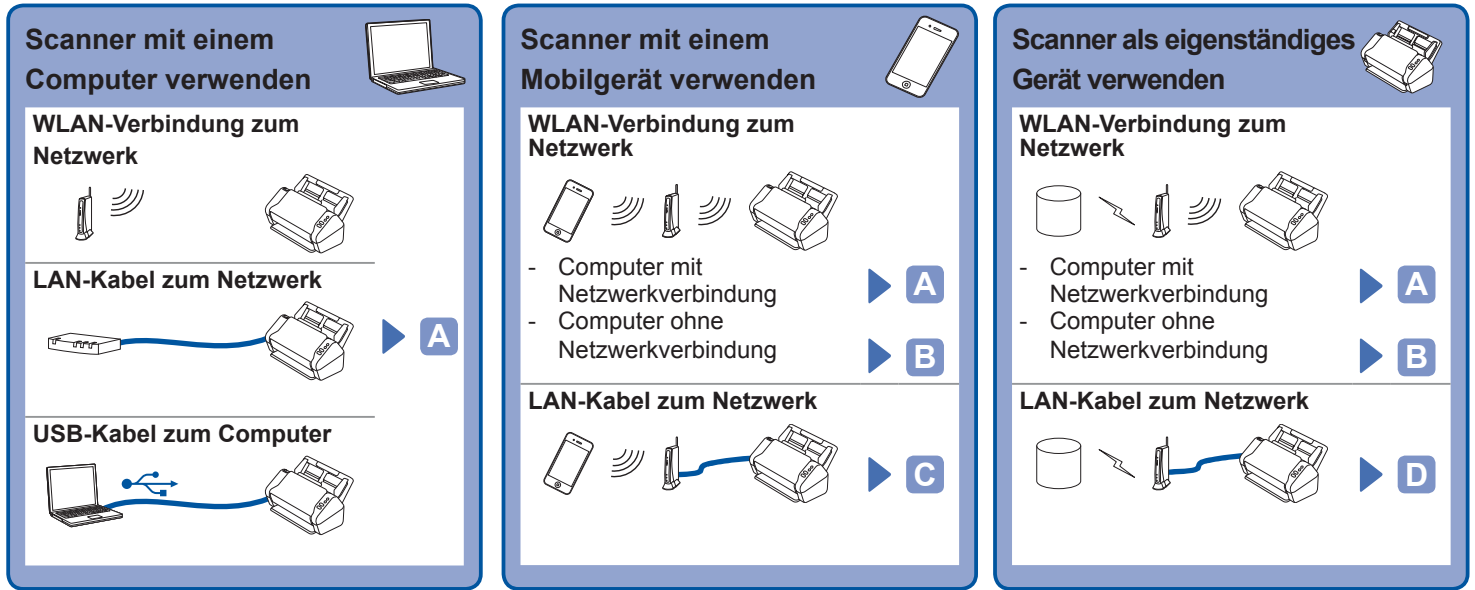 Scanner mit einem
Computer verwenden
WLAN-Verbindung zum
Netzwerk
LAN-Kabel zum Netzwerk
A
USB-Kabel zum Computer
Scanner mit einem
Mobilgerät verwenden
WLAN-Verbindung zum
Netzwerk
- Computer mit
Netzwerkverbindung
A
- Computer ohne
Netzwerkverbindung
B
LAN-Kabel zum Netzwerk
C
Scanner als eigenständiges
Gerät verwenden
WLAN-Verbindung zum
Netzwerk
- Computer mit
Netzwerkverbindung
A
- Computer ohne
Netzwerkverbindung
B
LAN-Kabel zum Netzwerk
D